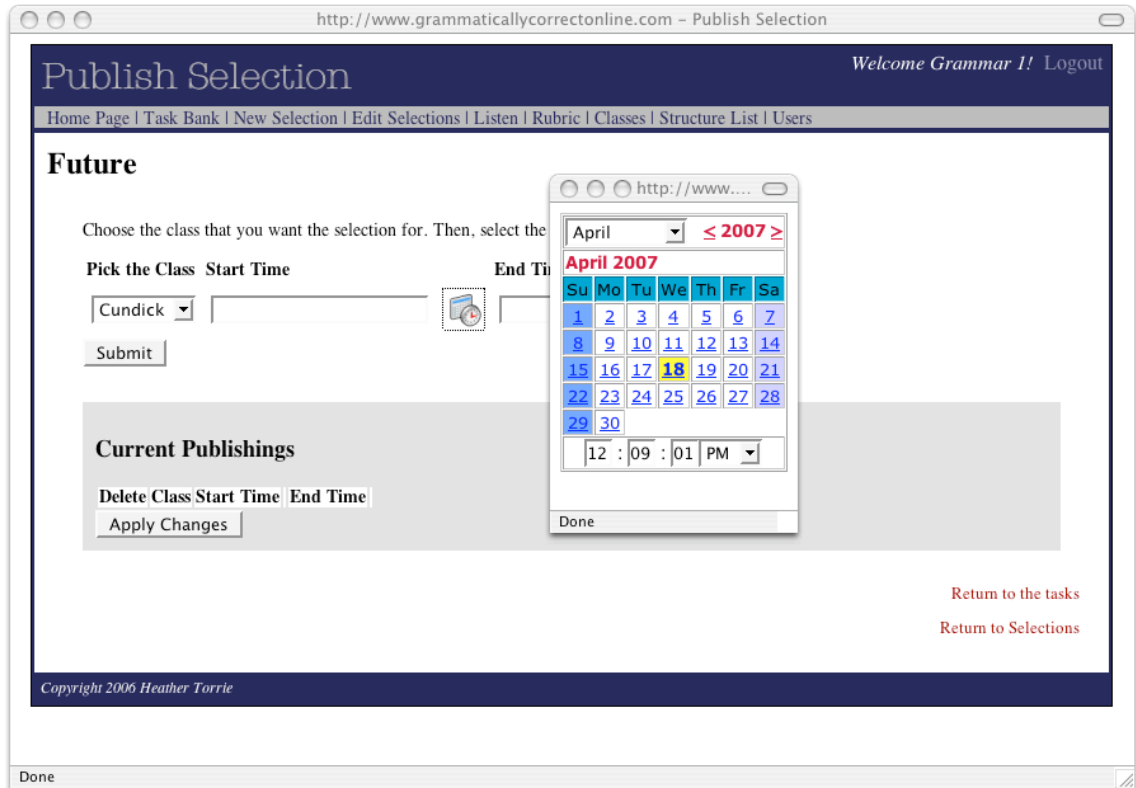 http://www.grammaticallycorrectonline.com – Publish Selection
Welcome Grammar 1! Logout
Publish Selection
Home Page | Task Bank | New Selection | Edit Selections | Listen | Rubric | Classes | Structure List | Users
Future
Choose the class that you want the selection for. Then, select the
Pick the Class Start Time End Ti
Cundick
Submit
Current Publishings
Delete Class Start Time End Time
Apply Changes
http://www....
April < 2007 >
April 2007
Su Mo Tu We Th Fr Sa
1 2 3 4 5 6 7
8 9 10 11 12 13 14
15 16 17 18 19 20 21
22 23 24 25 26 27 28
29 30
12 : 09 : 01 PM
Done
Return to the tasks
Return to Selections
Copyright 2006 Heather Torrie
Done